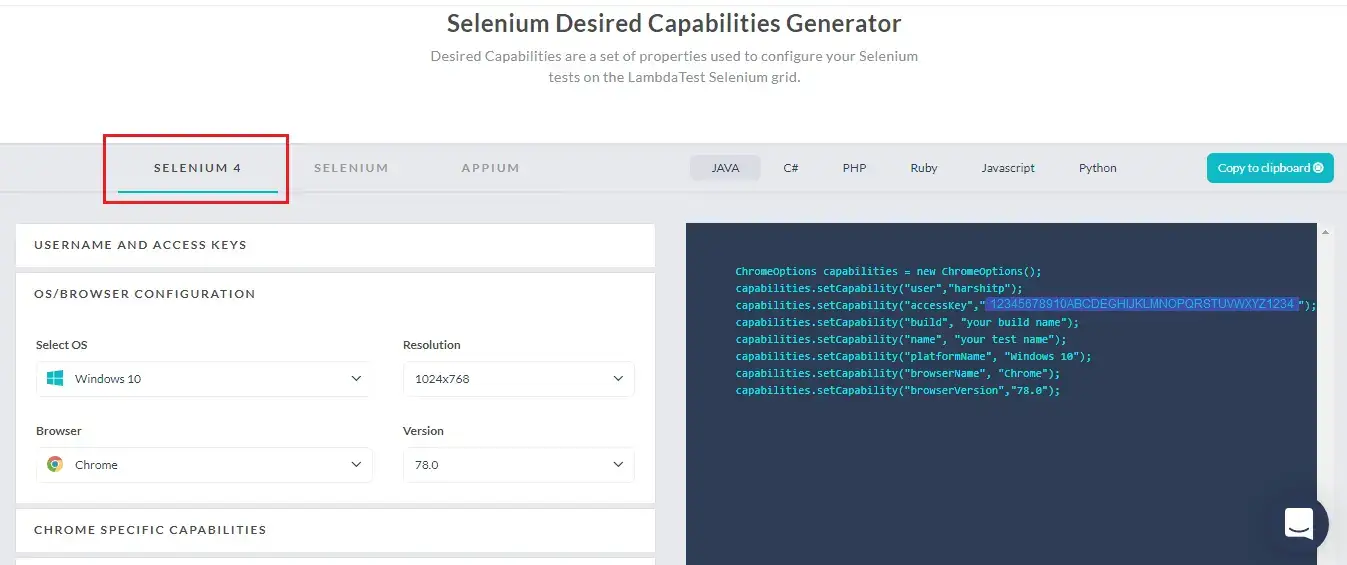 Selenium Desired Capabilities Generator
Desired Capabilities are a set of properties used to configure your Selenium
tests on the LambdaTest Selenium grid.
SELENIUM 4 SELENIUM APPIUM JAVA C# PHP Ruby Javascript Python Copy to clipboard
USERNAME AND ACCESS KEYS
OS/BROWSER CONFIGURATION
Select OS Resolution
Windows 10 1024x768
Browser Version
Chrome 78.0
CHROME SPECIFIC CAPABILITIES
ChromeOptions capabilities = new ChromeOptions();
capabilities.setCapability("user","harshitp");
capabilities.setCapability("accessKey","12345678910ABCDEGHIJKLMNOPQRSTUVWXYZ1234");
capabilities.setCapability("build", "your build name");
capabilities.setCapability("name", "your test name");
capabilities.setCapability("platformName", "Windows 10");
capabilities.setCapability("browserName", "Chrome");
capabilities.setCapability("browserVersion","78.0");